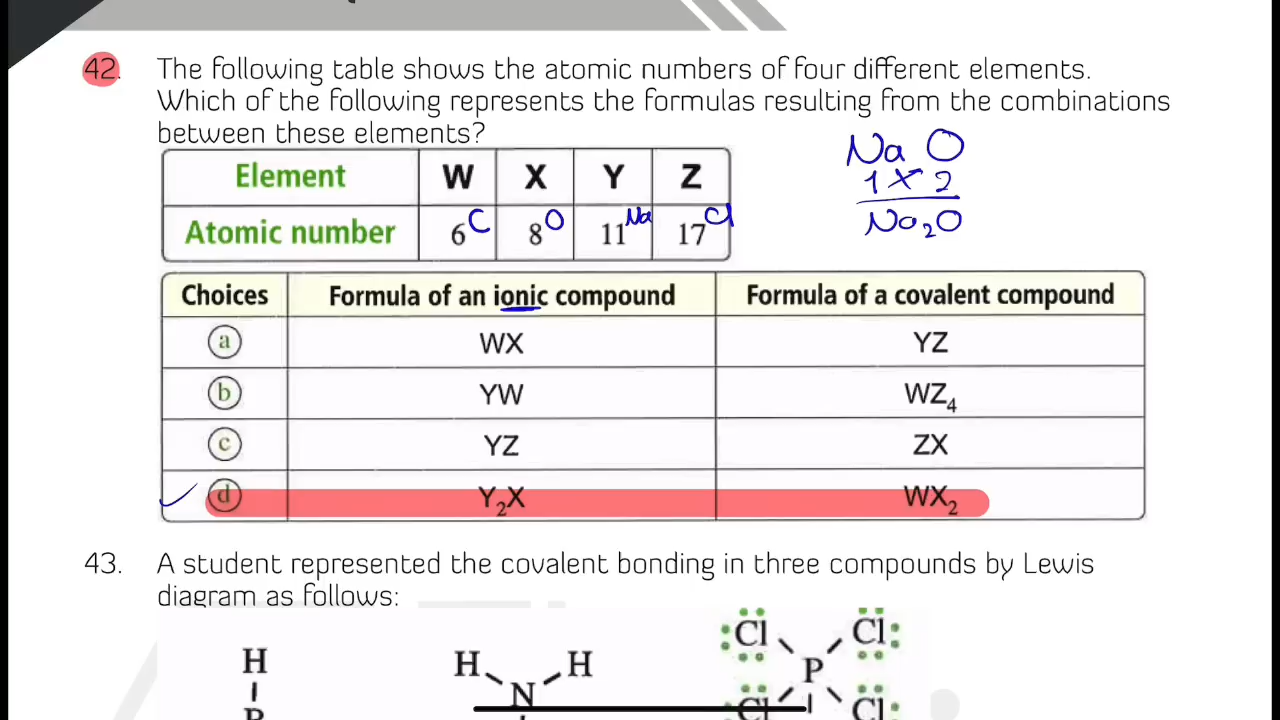 42. The following table shows the atomic numbers of four different elements.
Which of the following represents the formulas resulting from the combinations
between these elements?
Na O
1 X 2
Na2O
Element W X Y Z
Atomic number 6 C 8 O 11 Na 17 Cl
Choices Formula of an ionic compound Formula of a covalent compound
a WX YZ
b YW WZ4
c YZ ZX
d Y2X WX2
43. A student represented the covalent bonding in three compounds by Lewis
diagram as follows:
Cl Cl:
H H H P
N
Cl Cl: